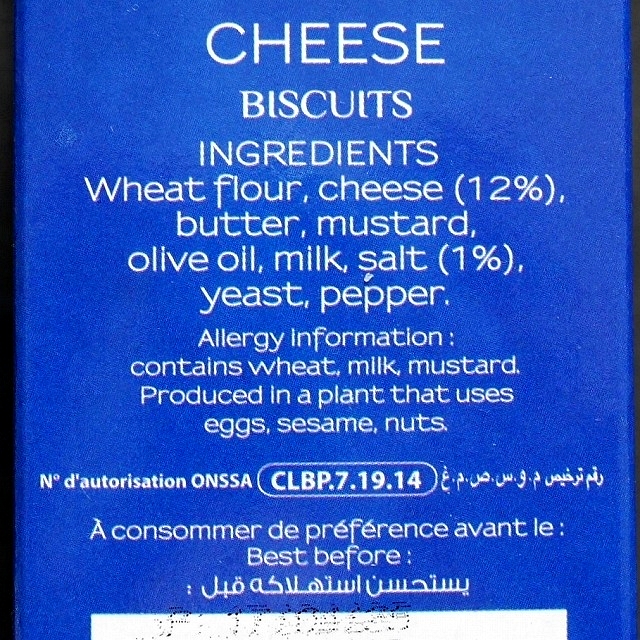 CHEESE
BISCUITS
INGREDIENTS
Wheat flour, cheese (12%),
butter, mustard,
olive oil, milk, salt (1%),
yeast, pepper.
Allergy information :
contains wheat, milk, mustard.
Produced in a plant that uses
eggs, sesame, nuts.
N° d'autorisation ONSSA CLBP.7.19.14 رقم ترخيص م.و.س.ص.م.غ
À consommer de préférence avant le :
Best before :
يستحسن استهلاكه قبل :